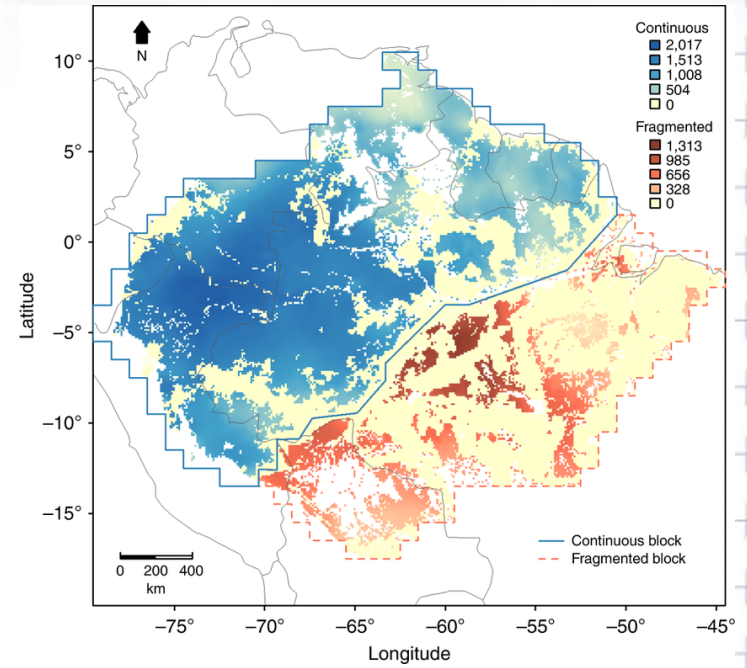 Continuous
2,017
1,513
1,008
504
0
Fragmented
1,313
985
656
328
0
N
10°
5°
0°
−5°
−10°
−15°
Latitude
Continuous block
Fragmented block
0 200 400
km
−75° −70° −65° −60° −55° −50° −45°
Longitude